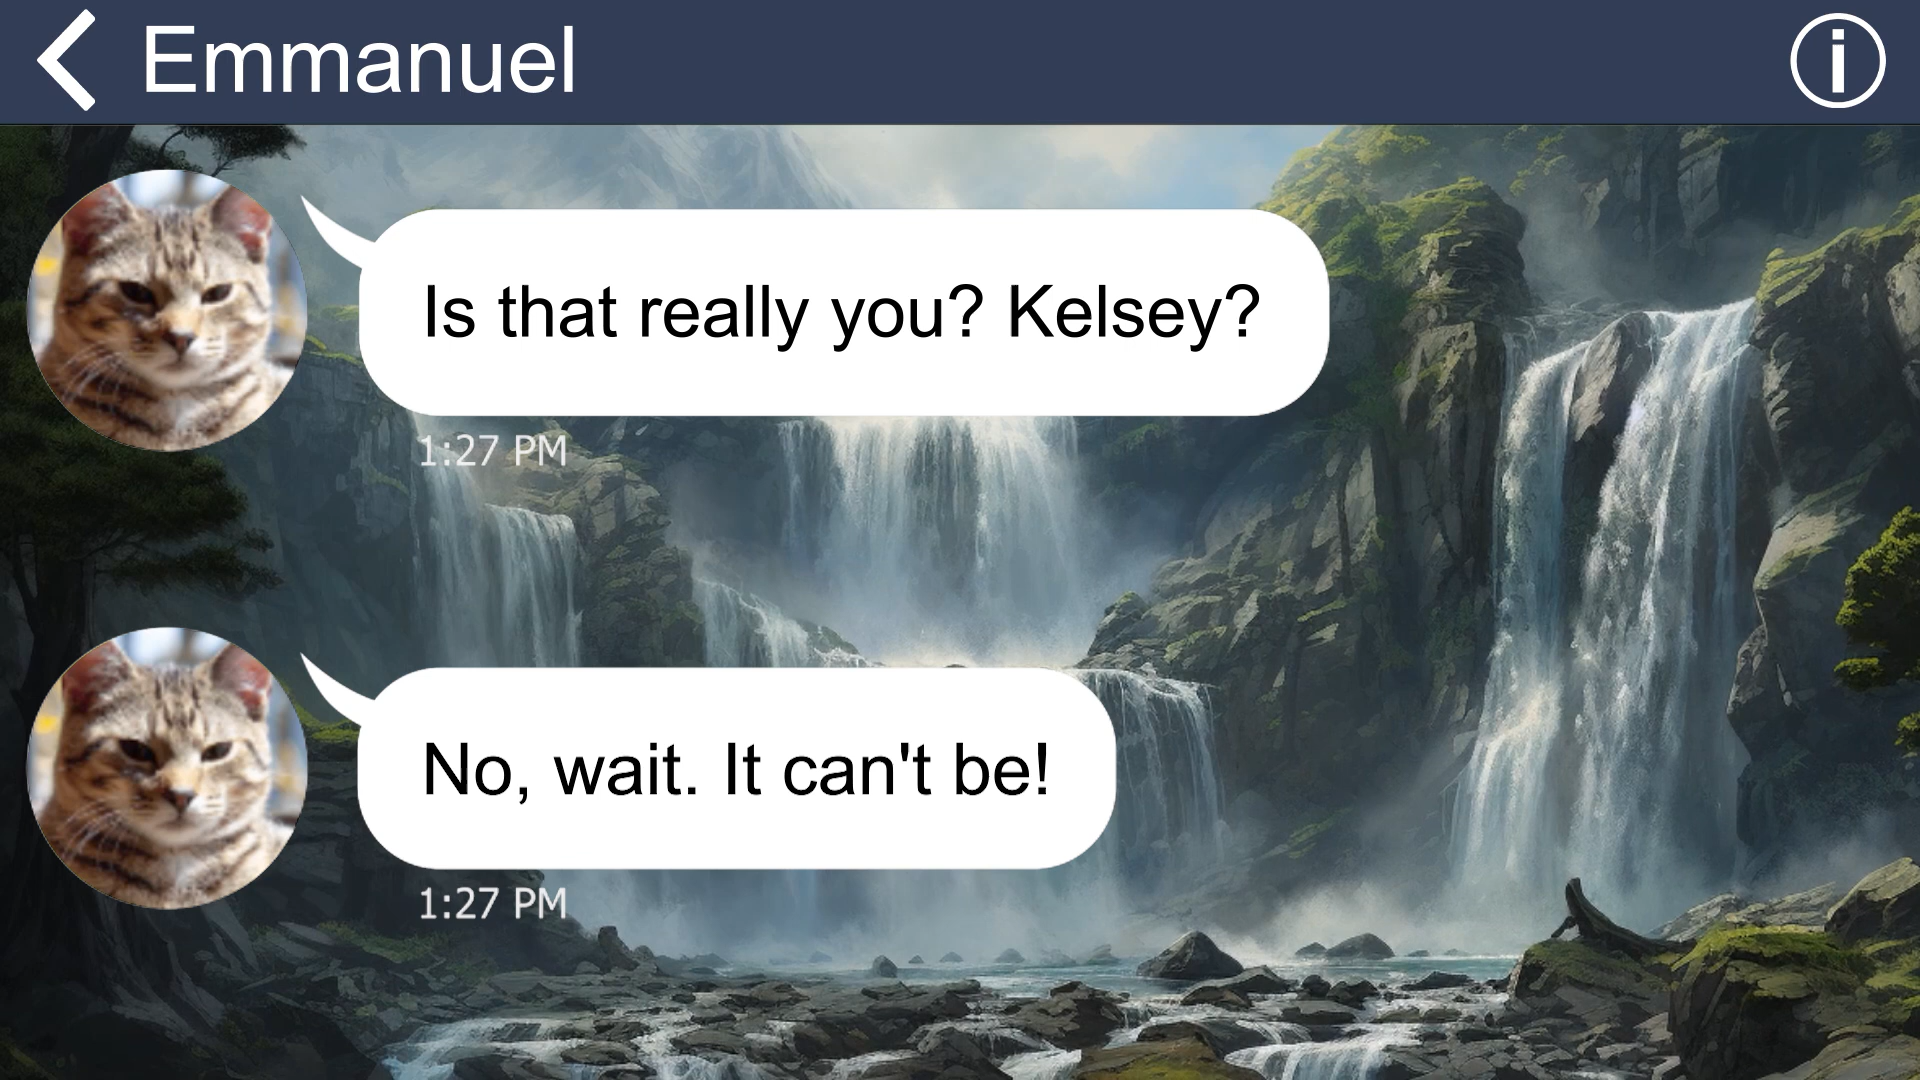 Emmanuel
Is that really you? Kelsey?
1:27 PM
No, wait. It can't be!
1:27 PM